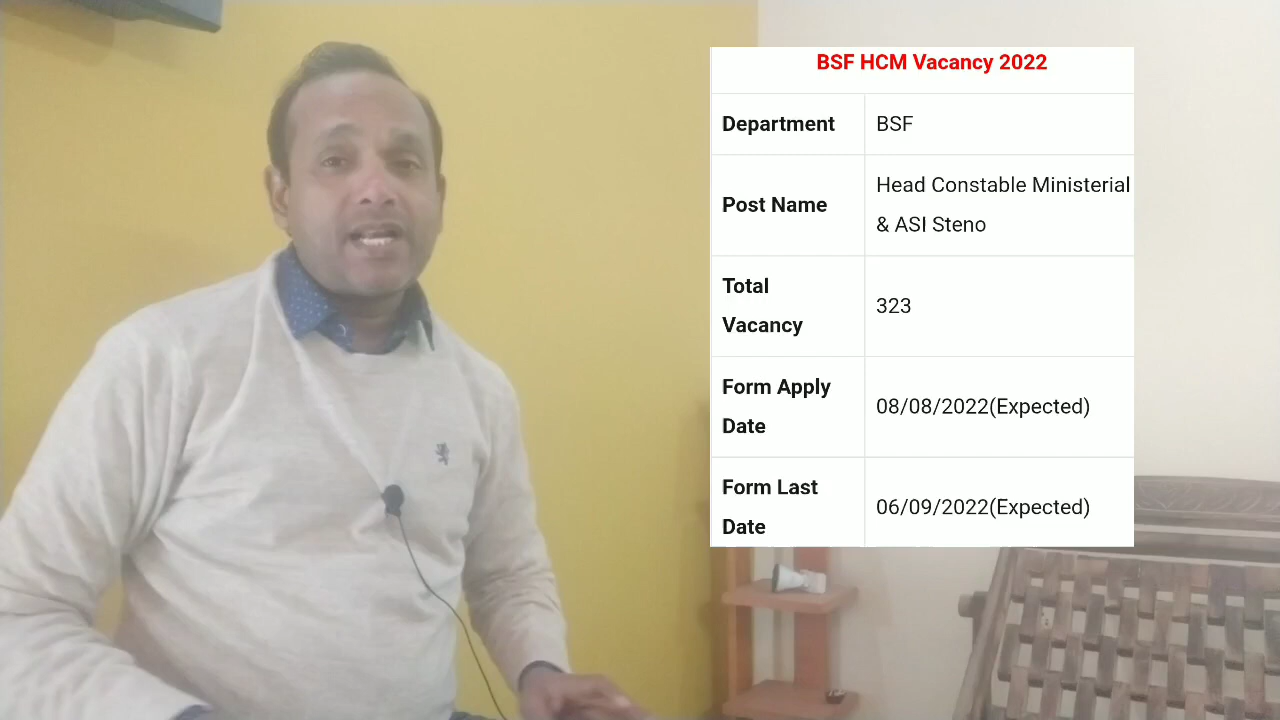 BSF HCM Vacancy 2022
Department BSF
Post Name Head Constable Ministerial
& ASI Steno
Total
Vacancy 323
Form Apply
Date 08/08/2022(Expected)
Form Last
Date 06/09/2022(Expected)